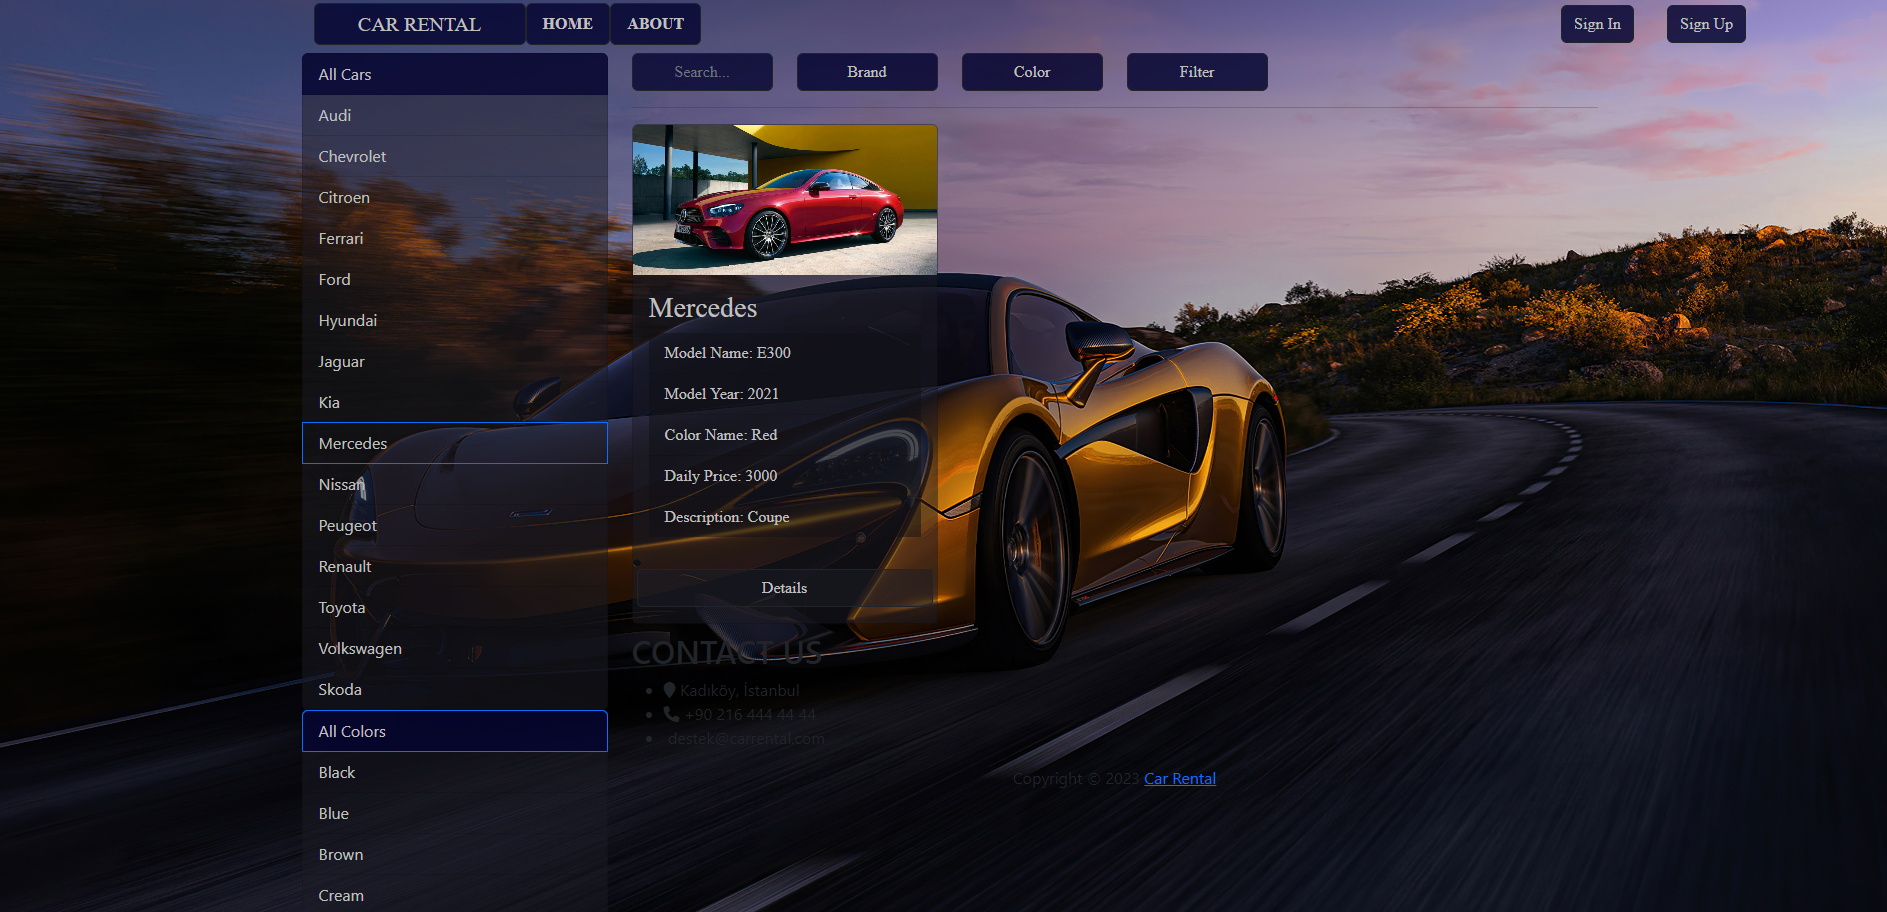 CAR RENTAL HOME ABOUT Sign In Sign Up
All Cars
Audi
Chevrolet
Citroen
Ferrari
Ford
Hyundai
Jaguar
Kia
Mercedes
Nissan
Peugeot
Renault
Toyota
Volkswagen
Skoda
All Colors
Black
Blue
Brown
Cream
Search... Brand Color Filter
Mercedes
Model Name: E300
Model Year: 2021
Color Name: Red
Daily Price: 3000
Description: Coupe
Details
CONTACT US
Kadıköy, İstanbul
+90 216 444 44 44
destek@carrental.com
Copyright © 2023 Car Rental